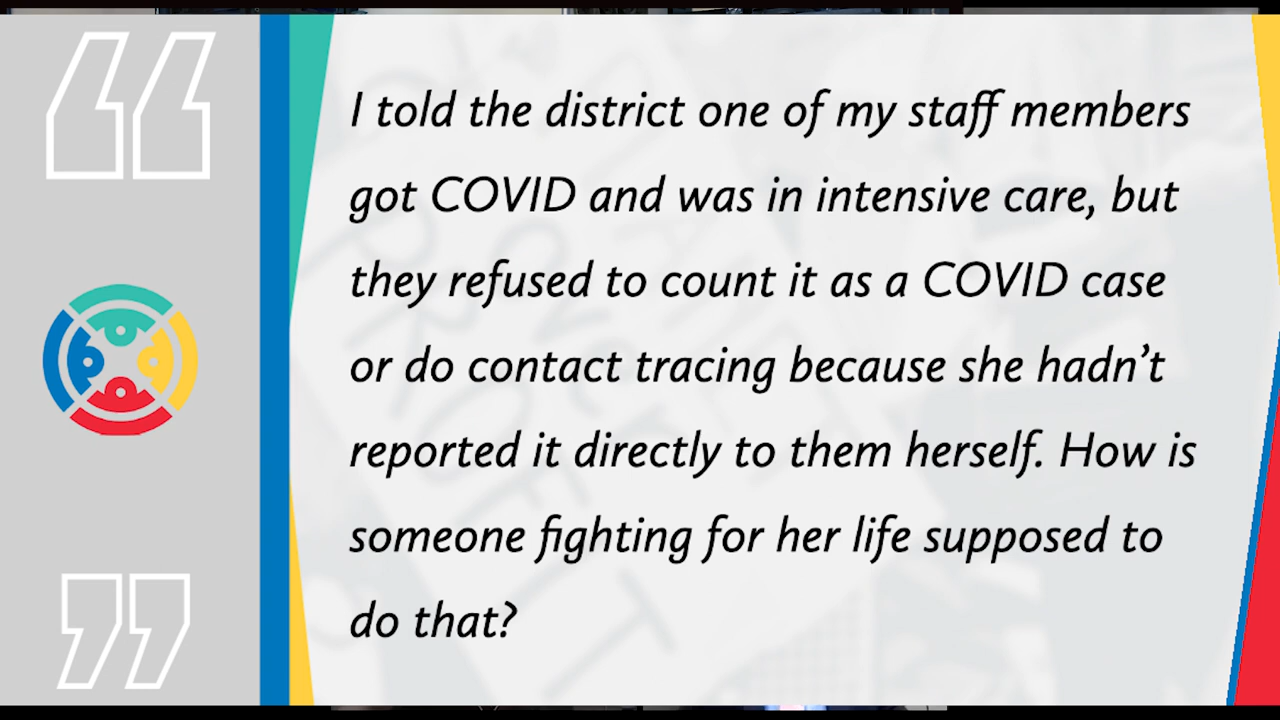 I told the district one of my staff members
got COVID and was in intensive care, but
they refused to count it as a COVID case
or do contact tracing because she hadn’t
reported it directly to them herself. How is
someone fighting for her life supposed to
do that?